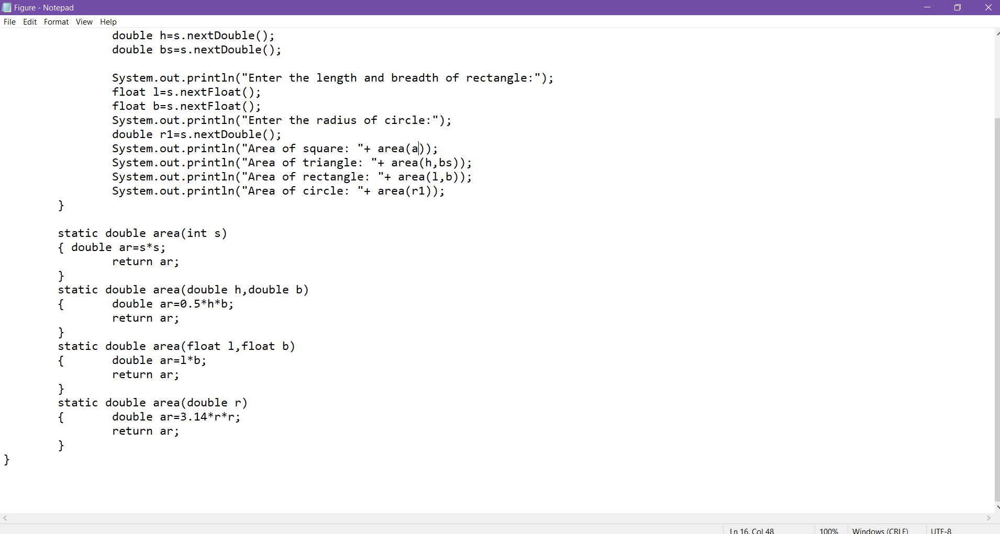 Figure - Notepad
File Edit Format View Help
double h=s.nextDouble();
double bs=s.nextDouble();
System.out.println("Enter the length and breadth of rectangle:");
float l=s.nextFloat();
float b=s.nextFloat();
System.out.println("Enter the radius of circle:");
double r1=s.nextDouble();
System.out.println("Area of square: "+ area(a));
System.out.println("Area of triangle: "+ area(h,bs));
System.out.println("Area of rectangle: "+ area(l,b));
System.out.println("Area of circle: "+ area(r1));
}
static double area(int s)
{ double ar=s*s;
return ar;
}
static double area(double h,double b)
{ double ar=0.5*h*b;
return ar;
}
static double area(float l,float b)
{ double ar=l*b;
return ar;
}
static double area(double r)
{ double ar=3.14*r*r;
return ar;
}
}
Ln 16, Col 48 100% Windows (CRLF) UTF-8